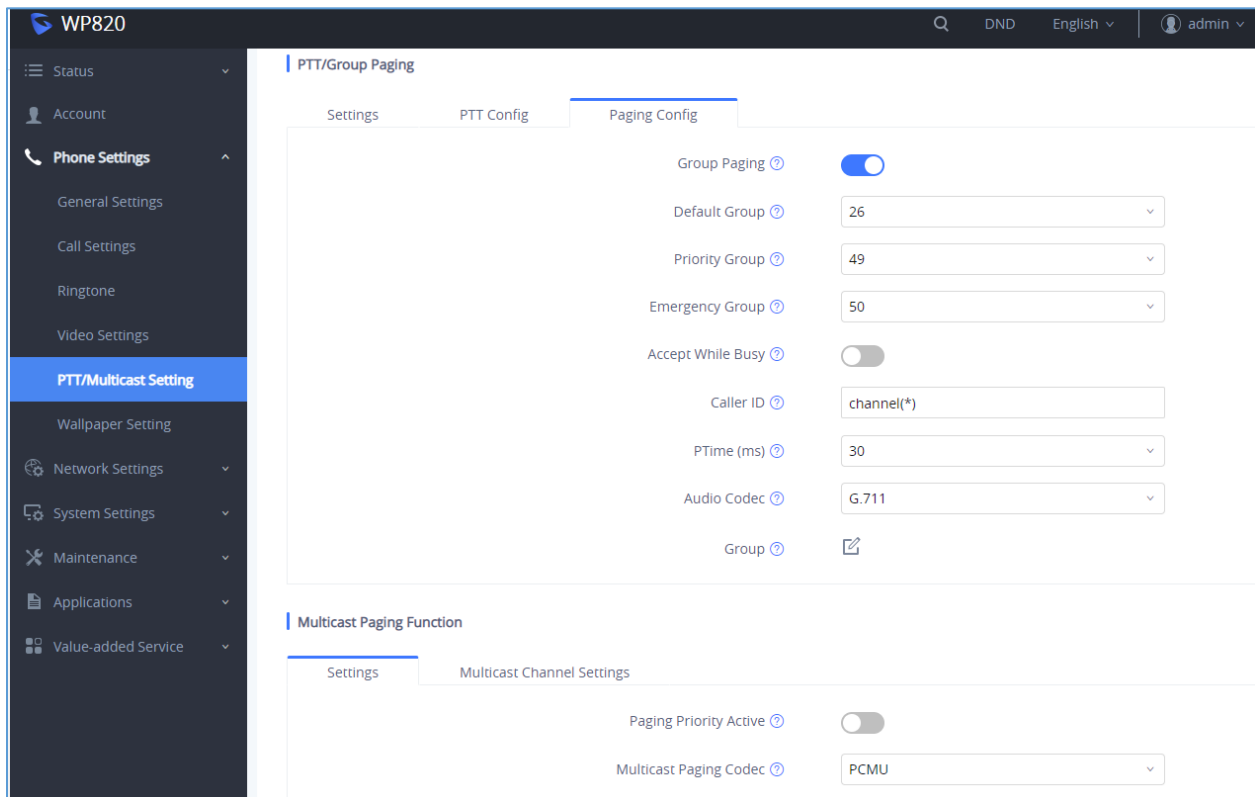 WP820
DND
English
admin
Status
Account
Phone Settings
General Settings
Call Settings
Ringtone
Video Settings
PTT/Multicast Setting
Wallpaper Setting
Network Settings
System Settings
Maintenance
Applications
Value-added Service
PTT/Group Paging
Settings
PTT Config
Paging Config
Group Paging ?
Default Group ? 26
Priority Group ? 49
Emergency Group ? 50
Accept While Busy ?
Caller ID ? channel(*)
PTime (ms) ? 30
Audio Codec ? G.711
Group ?
Multicast Paging Function
Settings
Multicast Channel Settings
Paging Priority Active ?
Multicast Paging Codec ? PCMU